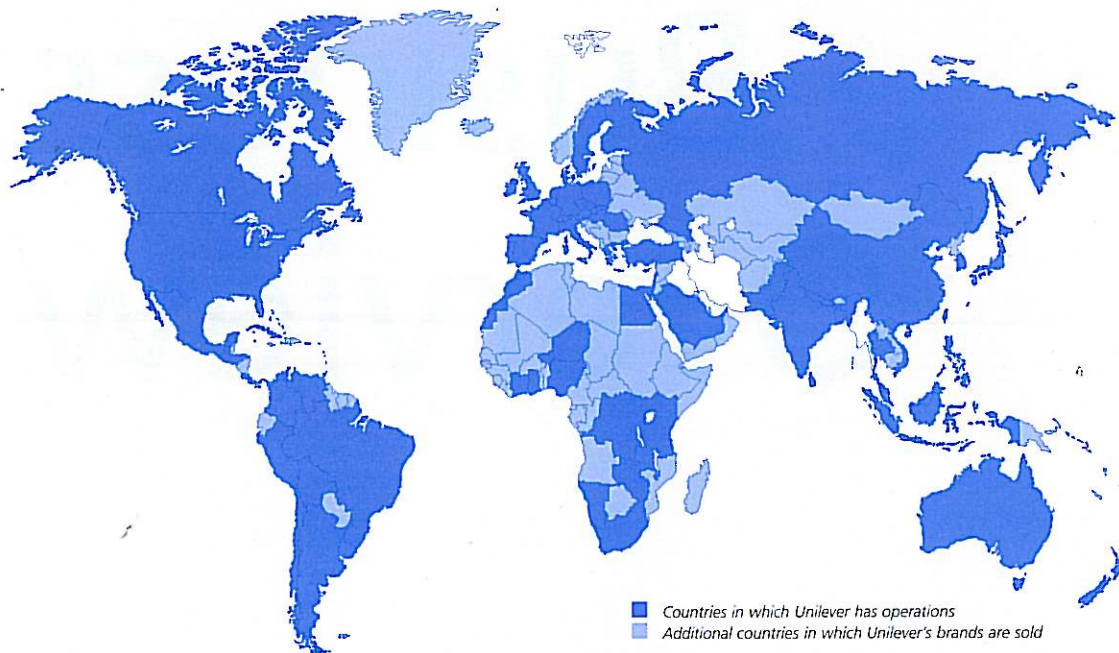 Countries in which Unilever has operations
Additional countries in which Unilever's brands are sold